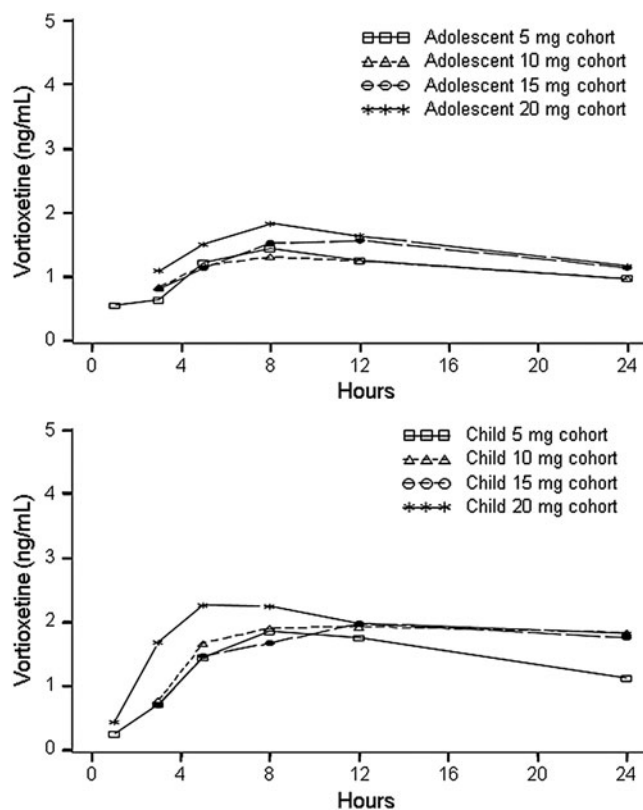 5
4
3
2
1
0
Vortioxetine (ng/mL)
Adolescent 5 mg cohort
Adolescent 10 mg cohort
Adolescent 15 mg cohort
Adolescent 20 mg cohort
0 4 8 12 16 20 24
Hours
5
4
3
2
1
0
Vortioxetine (ng/mL)
Child 5 mg cohort
Child 10 mg cohort
Child 15 mg cohort
Child 20 mg cohort
0 4 8 12 16 20 24
Hours